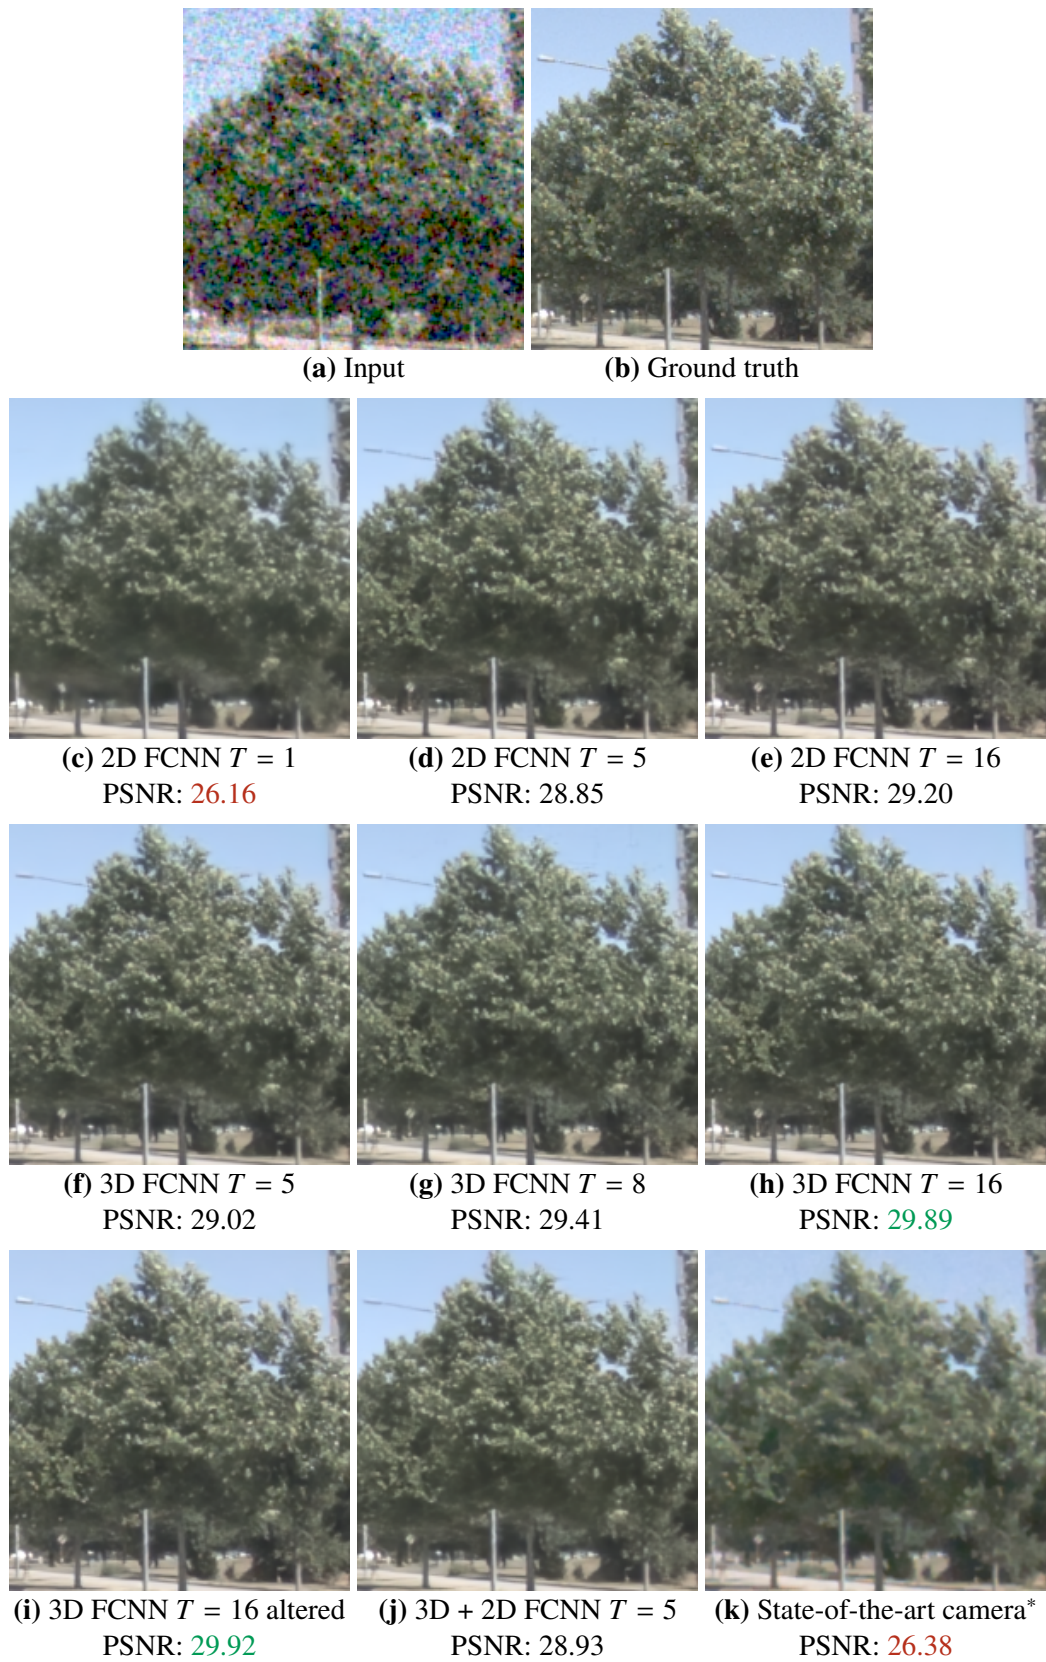 (a) Input
(b) Ground truth
(c) 2D FCNN T = 1
PSNR: 26.16
(d) 2D FCNN T = 5
PSNR: 28.85
(e) 2D FCNN T = 16
PSNR: 29.20
(f) 3D FCNN T = 5
PSNR: 29.02
(g) 3D FCNN T = 8
PSNR: 29.41
(h) 3D FCNN T = 16
PSNR: 29.89
(i) 3D FCNN T = 16 altered
PSNR: 29.92
(j) 3D + 2D FCNN T = 5
PSNR: 28.93
(k) State-of-the-art camera*
PSNR: 26.38